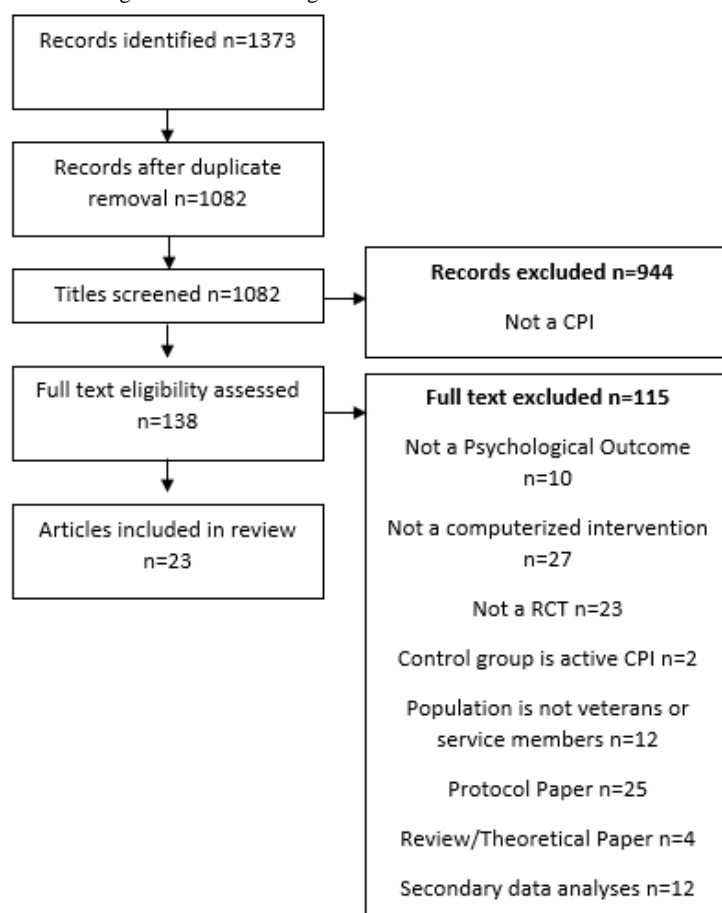 Records identified n=1373
Records after duplicate
removal n=1082
Titles screened n=1082
Records excluded n=944
Not a CPI
Full text eligibility assessed
n=138
Full text excluded n=115
Not a Psychological Outcome
n=10
Not a computerized intervention
n=27
Not a RCT n=23
Control group is active CPI n=2
Population is not veterans or
service members n=12
Protocol Paper n=25
Review/Theoretical Paper n=4
Secondary data analyses n=12
Articles included in review
n=23